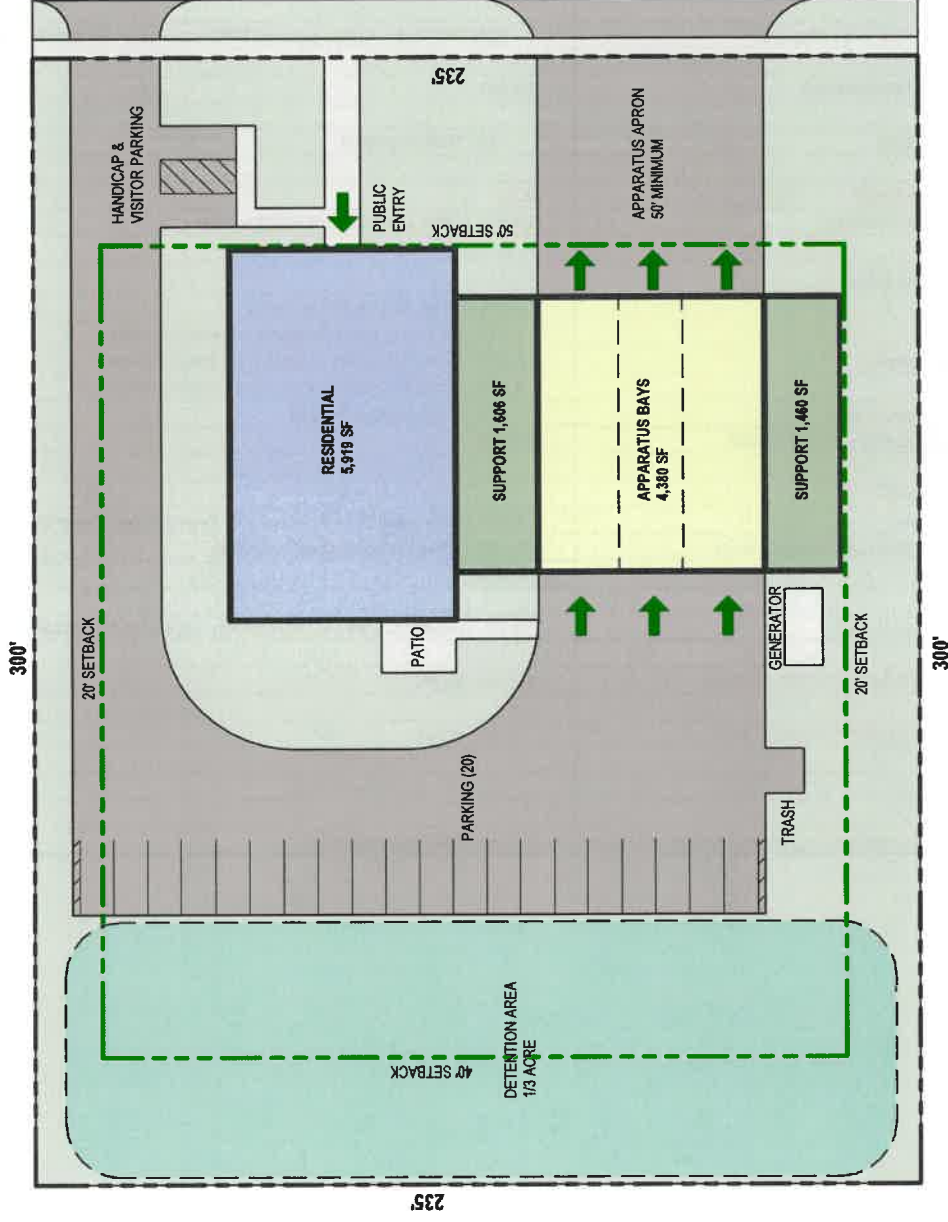 300'
235'
HANDICAP &
VISITOR PARKING
PUBLIC
ENTRY
50' SETBACK
APPARATUS APRON
50' MINIMUM
20' SETBACK
RESIDENTIAL
5,919 SF
SUPPORT 1,606 SF
APPARATUS BAYS
4,380 SF
SUPPORT 1,460 SF
PATIO
GENERATOR
20' SETBACK
300'
PARKING (20)
TRASH
40' SETBACK
DETENTION AREA
1/3 ACRE
235'